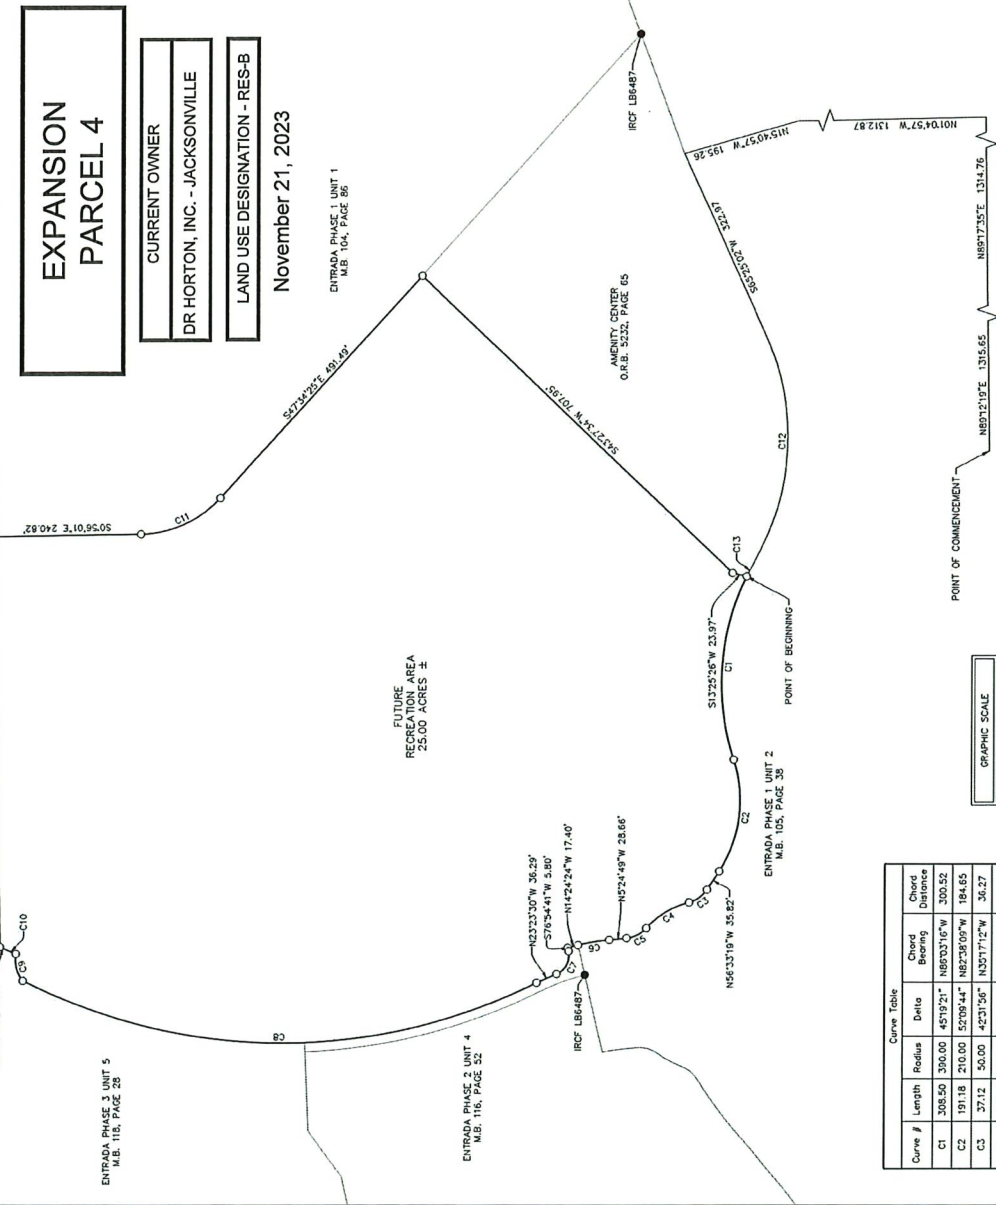 EXPANSION
PARCEL 4
CURRENT OWNER
DR HORTON, INC. - JACKSONVILLE
LAND USE DESIGNATION - RES-B
November 21, 2023
ENTRADA PHASE 1 UNIT 1
M.B. 104, PAGE 86
IRCF LB6487
S0°56'01"E 240.82'
C11
S47°34'25"E 491.49'
AMENITY CENTER
O.R.B. 5232, PAGE 65
S43°27'34"W 707.95'
N15°40'57"W 195.26
N01°04'57"W 1312.87
S65°25'02"W 322.97
C12
N89°17'35"E 1314.76
N89°12'19"E 1315.65
POINT OF COMMENCEMENT
C13
S13°25'26"W 23.97'
C1
POINT OF BEGINNING
FUTURE
RECREATION AREA
25.00 ACRES ±
ENTRADA PHASE 1 UNIT 2
M.B. 105, PAGE 38
C2
N56°33'19"W 35.82'
C3
C4
C5
N5°24'49"W 28.66'
C6
N14°24'24"W 17.40'
S76°54'41"W 5.80'
N23°23'30"W 36.29'
C7
IRCF LB6487
C8
C9
C10
ENTRADA PHASE 3 UNIT 5
M.B. 118, PAGE 28
ENTRADA PHASE 2 UNIT 4
M.B. 116, PAGE 52
GRAPHIC SCALE
Curve Table
Curve # Length Radius Delta Chord Bearing Chord Distance
C1 308.50 390.00 45°19'21" N86°03'16"W 300.52
C2 191.18 210.00 52°09'44" N82°38'09"W 184.65
C3 37.12 50.00 42°31'56" N35°17'12"W 36.27